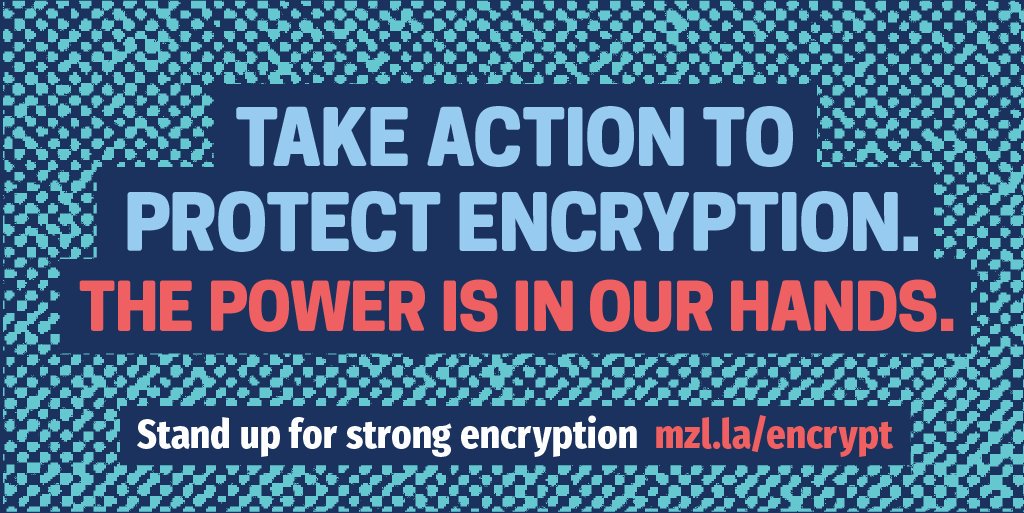 TAKE ACTION TO
PROTECT ENCRYPTION.
THE POWER IS IN OUR HANDS.
Stand up for strong encryption mzl.la/encrypt